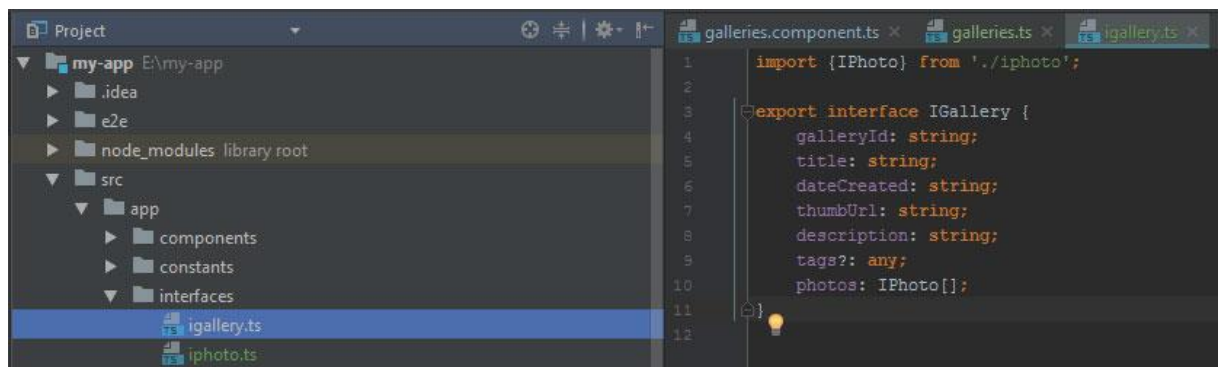 Project
my-app E:\my-app
.idea
e2e
node_modules library root
src
app
components
constants
interfaces
igallery.ts
iphoto.ts
galleries.component.ts
galleries.ts
igallery.ts
1 import {IPhoto} from './iphoto';
2
3 export interface IGallery {
4 galleryId: string;
5 title: string;
6 dateCreated: string;
7 thumbUrl: string;
8 description: string;
9 tags?: any;
10 photos: IPhoto[];
11 }
12